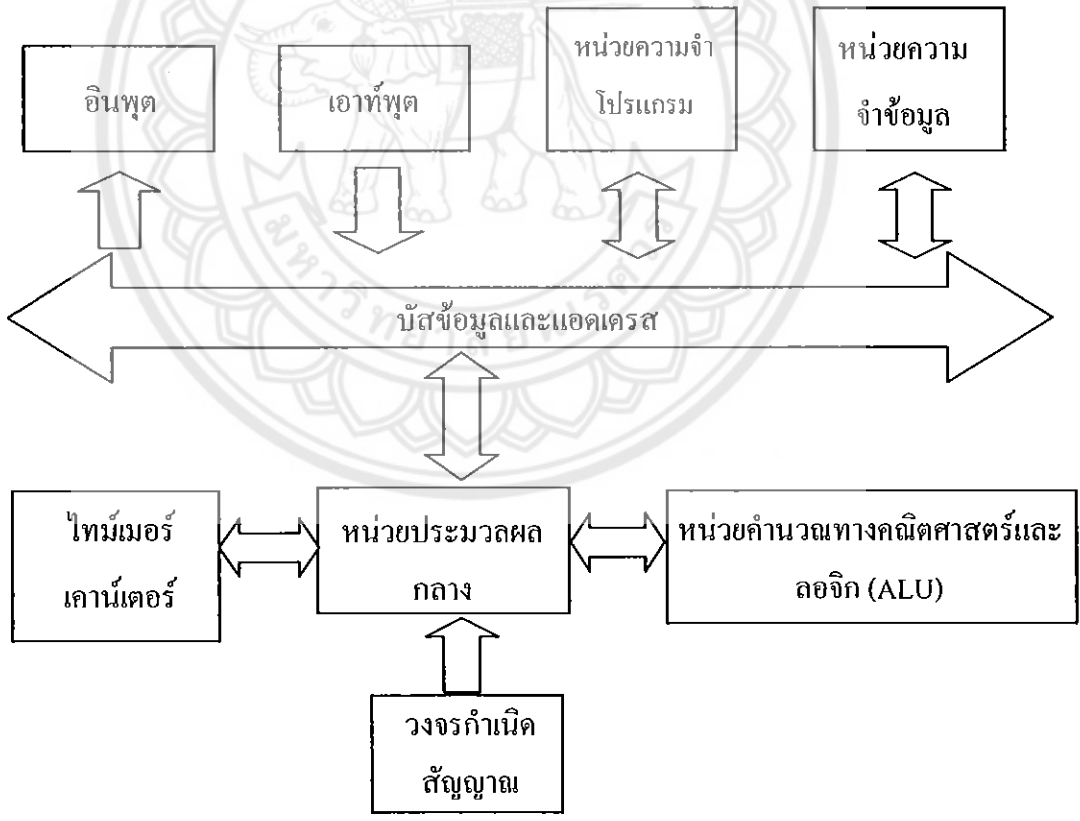 อินพุต
เอาท์พุต
หน่วยความจำ
โปรแกรม
หน่วยความ
จำข้อมูล
บัสข้อมูลและแอดเดรส
ไทม์เมอร์
เคาน์เตอร์
หน่วยประมวลผล
กลาง
หน่วยคำนวณทางคณิตศาสตร์และ
ลอจิก (ALU)
วงจรกำเนิด
สัญญาณ